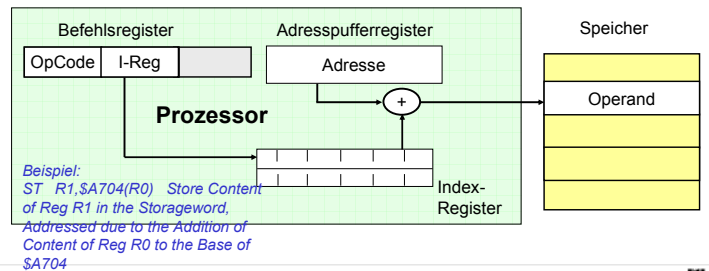 Befehlsregister
Adresspufferregister
Speicher
OpCode
I-Reg
Adresse
+
Operand
Prozessor
Index-
Register
Beispiel:
ST R1,$A704(R0) Store Content
of Reg R1 in the Storageword,
Addressed due to the Addition of
Content of Reg R0 to the Base of
$A704